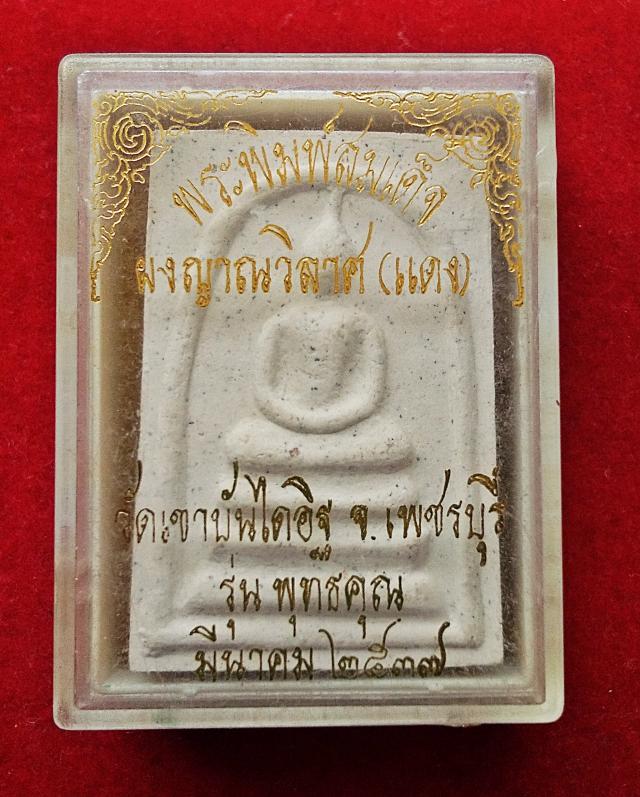 พระพิมพ์สมเด็จ
ผงญาณวิลาศ (แดง)
วัดเขาบันไดอิฐ จ.เพชรบุรี
รุ่น พุทธคุณ
มีนาคม ๒๕๓๗